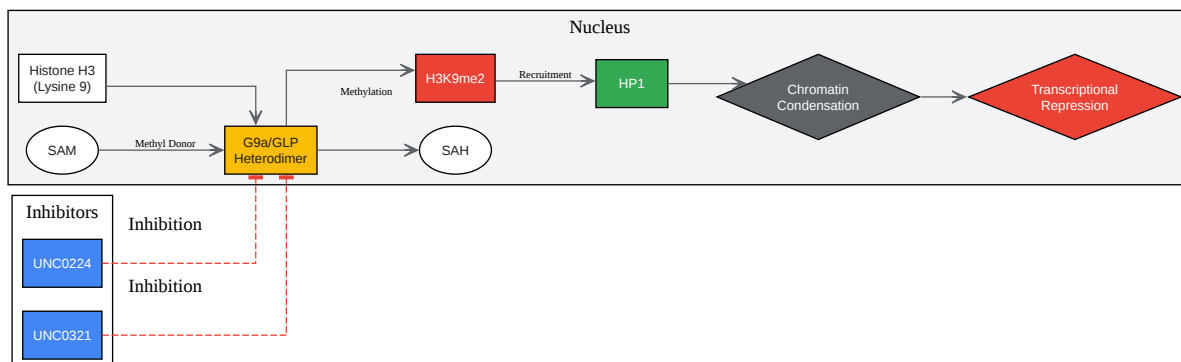 Nucleus
Histone H3
(Lysine 9)
H3K9me2
Recruitment
HP1
Methylation
Chromatin
Condensation
Transcriptional
Repression
SAM
Methyl Donor
G9a/GLP
Heterodimer
SAH
Inhibitors
Inhibition
UNC0224
Inhibition
UNC0321